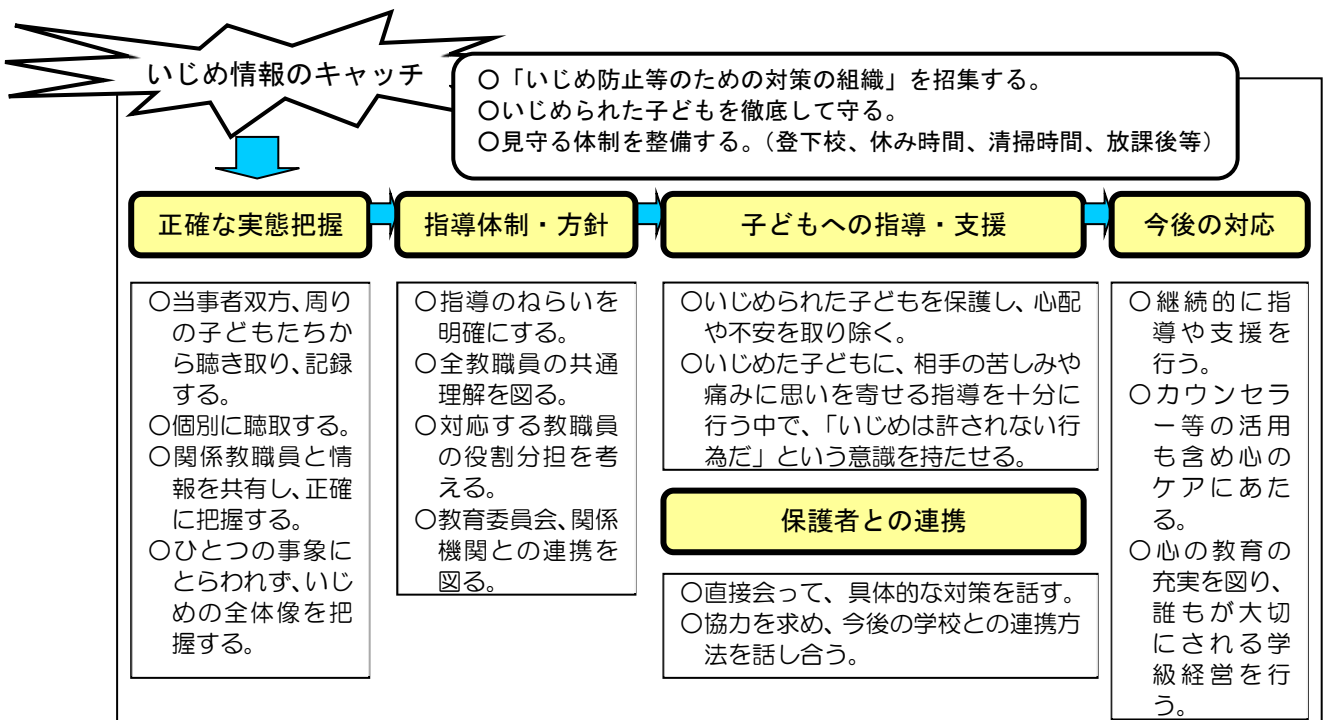 いじめ情報のキャッチ
〇「いじめ防止等のための対策の組織」を招集する。
〇いじめられた子どもを徹底して守る。
〇見守る体制を整備する。（登下校、休み時間、清掃時間、放課後等）
正確な実態把握
〇当事者双方、周り
の子どもたちか
ら聴き取り、記録
する。
〇個別に聴取する。
〇関係教職員と情
報を共有し、正確
に把握する。
〇ひとつの事象に
とらわれず、いじ
めの全体像を把
握する。
指導体制・方針
〇指導のねらいを
明確にする。
〇全教職員の共通
理解を図る。
〇対応する教職員
の役割分担を考
える。
〇教育委員会、関係
機関との連携を
図る。
子どもへの指導・支援
〇いじめられた子どもを保護し、心配
や不安を取り除く。
〇いじめた子どもに、相手の苦しみや
痛みに思いを寄せる指導を十分に
行う中で、「いじめは許されない行
為だ」という意識を持たせる。
保護者との連携
〇直接会って、具体的な対策を話す。
〇協力を求め、今後の学校との連携方
法を話し合う。
今後の対応
〇継続的に指
導や支援を
行う。
〇カウンセラ
ー等の活用
も含め心の
ケアにあた
る。
〇心の教育の
充実を図り、
誰もが大切
にされる学
級経営を行
う。